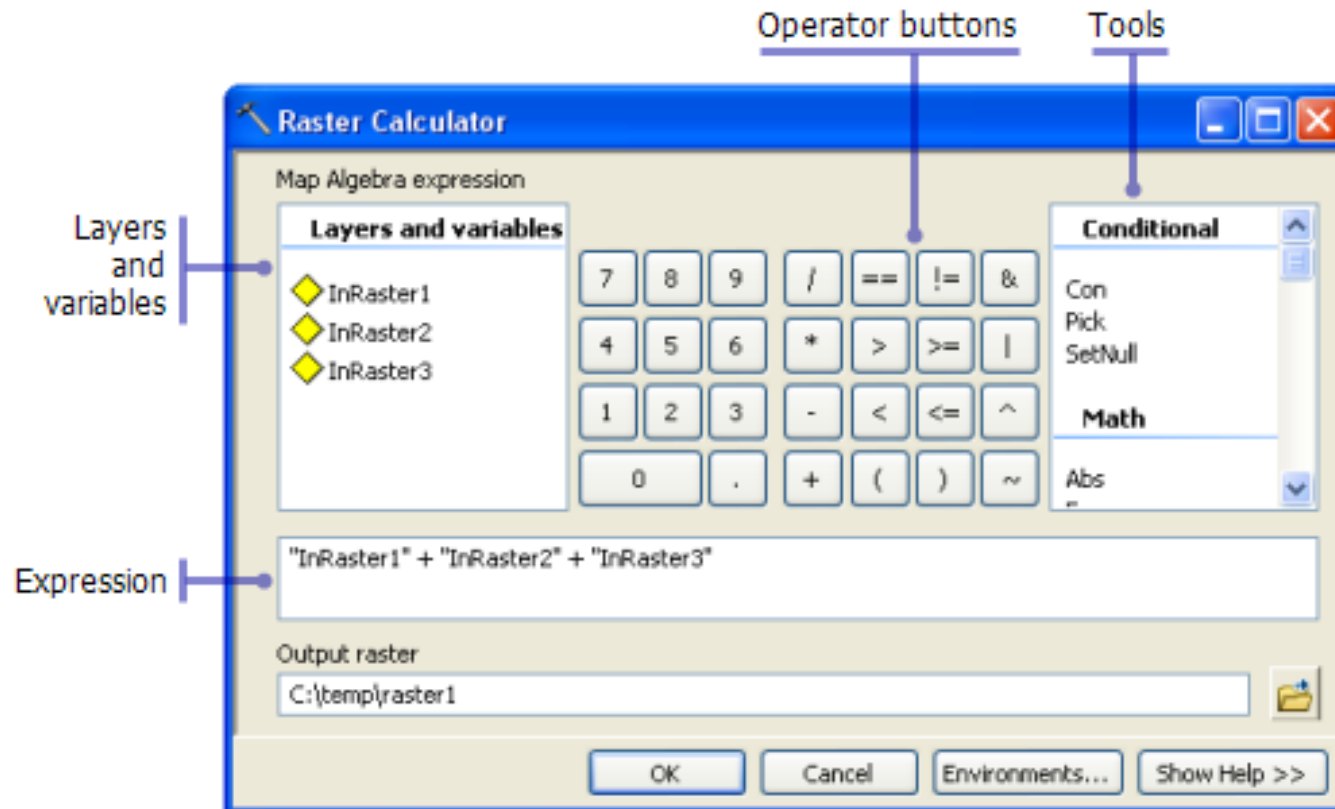 Operator buttons Tools
Raster Calculator
Map Algebra expression
Layers
and
variables
Layers and variables
InRaster1
InRaster2
InRaster3
7 8 9 / == != &
4 5 6 * > >= |
1 2 3 - < <= ^
0 . + ( ) ~
Conditional
Con
Pick
SetNull
Math
Abs
Expression
"InRaster1" + "InRaster2" + "InRaster3"
Output raster
C:\temp\raster1
OK Cancel Environments... Show Help >>